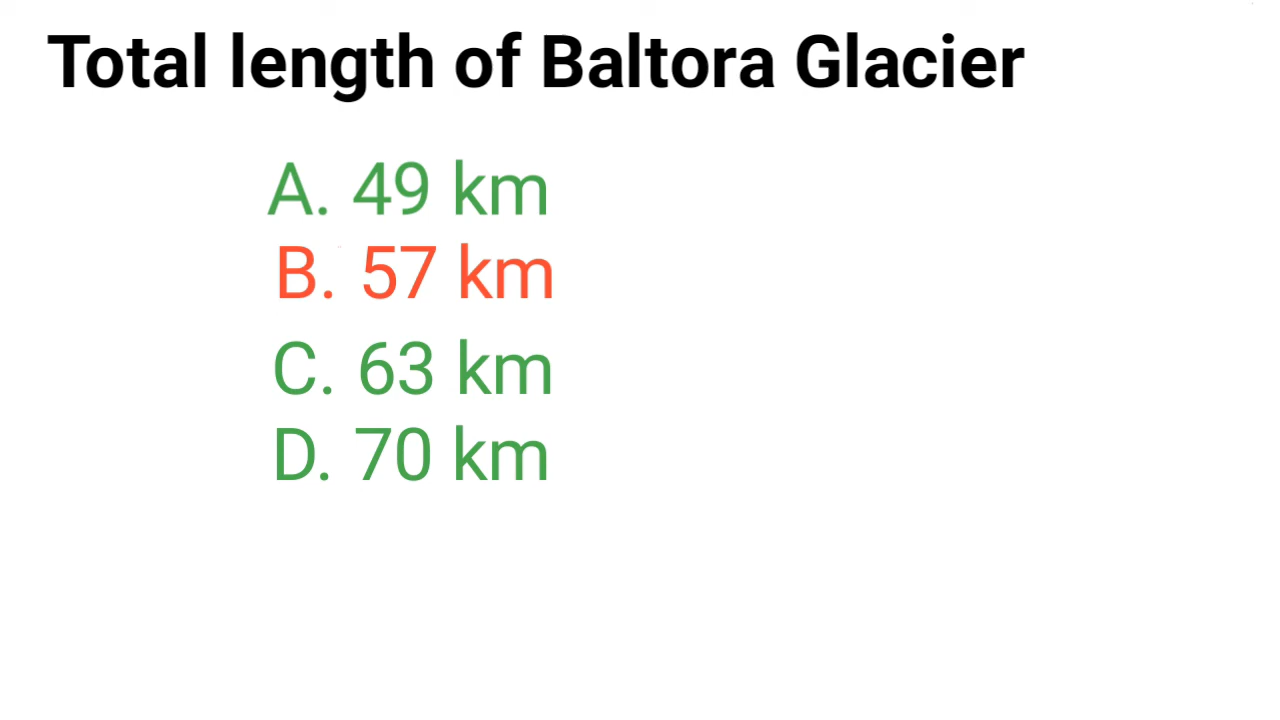 Total length of Baltora Glacier
A. 49 km
B. 57 km
C. 63 km
D. 70 km